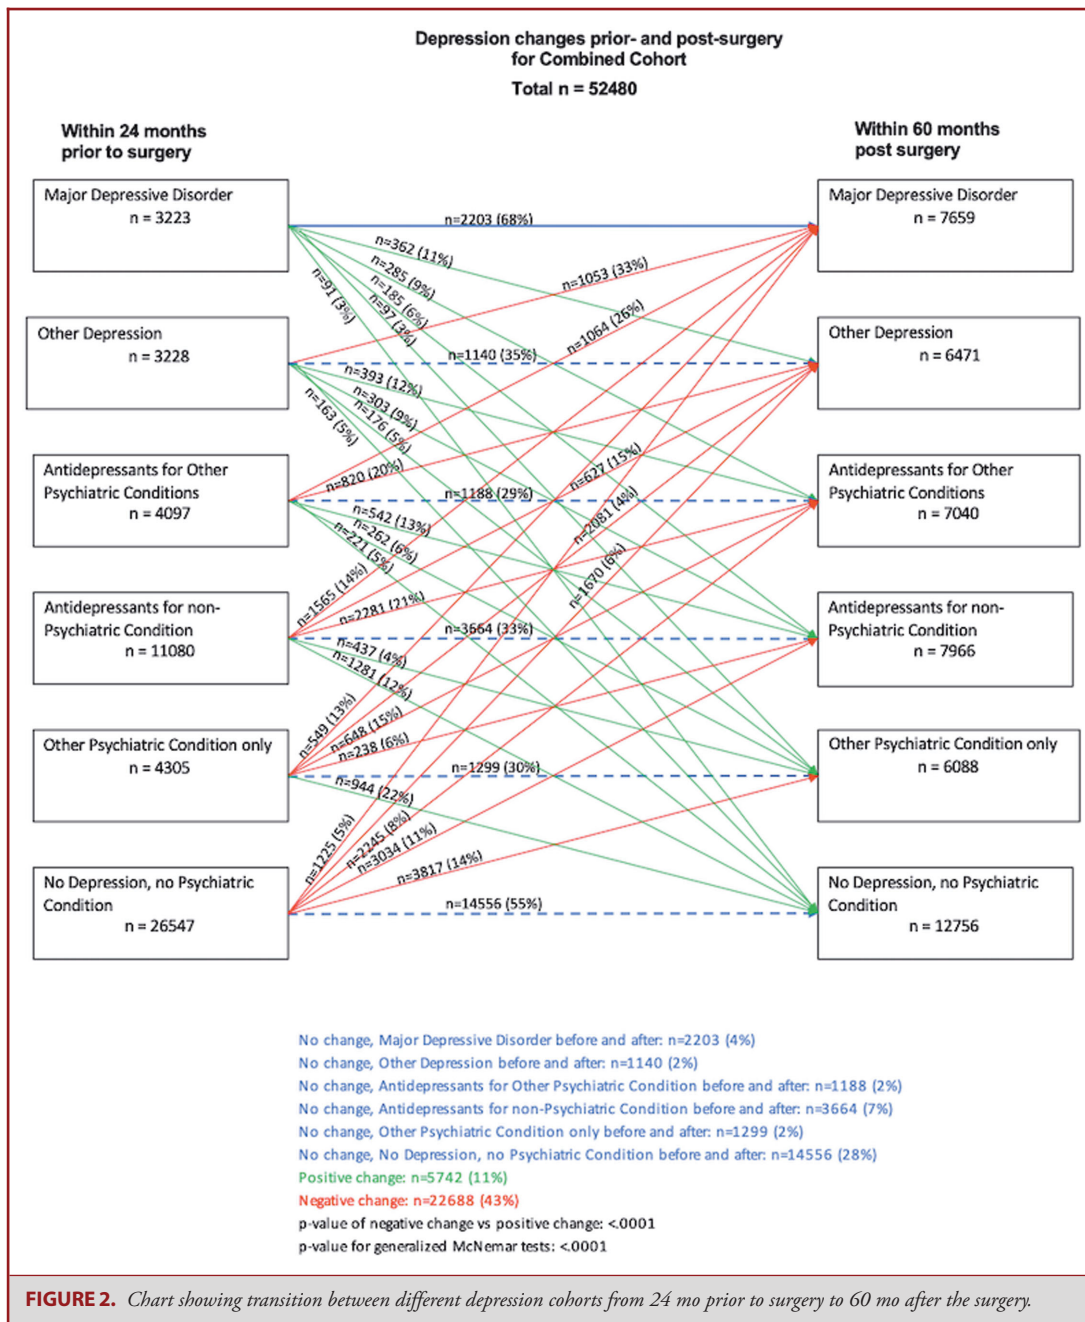 Depression changes prior- and post-surgery
for Combined Cohort
Total n = 52480
Within 24 months
prior to surgery
Within 60 months
post surgery
Major Depressive Disorder
n = 3223
Other Depression
n = 3228
Antidepressants for Other
Psychiatric Conditions
n = 4097
Antidepressants for non-
Psychiatric Condition
n = 11080
Other Psychiatric Condition only
n = 4305
No Depression, no Psychiatric
Condition
n = 26547
n=2203 (68%)
n=362 (11%)
n=285 (9%)
n=185 (6%)
n=97 (3%)
n=91 (3%)
n=1053 (33%)
n=1140 (35%)
n=393 (12%)
n=303 (9%)
n=176 (5%)
n=163 (5%)
n=1064 (26%)
n=820 (20%)
n=1188 (29%)
n=542 (13%)
n=262 (6%)
n=221 (5%)
n=1565 (14%)
n=627 (15%)
n=2281 (21%)
n=3664 (33%)
n=437 (4%)
n=1281 (12%)
n=2081 (4%)
n=1670 (6%)
n=549 (13%)
n=648 (15%)
n=238 (6%)
n=1299 (30%)
n=944 (22%)
n=1225 (5%)
n=2245 (8%)
n=3034 (11%)
n=3817 (14%)
n=14556 (55%)
Major Depressive Disorder
n = 7659
Other Depression
n = 6471
Antidepressants for Other
Psychiatric Conditions
n = 7040
Antidepressants for non-
Psychiatric Condition
n = 7966
Other Psychiatric Condition only
n = 6088
No Depression, no Psychiatric
Condition
n = 12756
No change, Major Depressive Disorder before and after: n=2203 (4%)
No change, Other Depression before and after: n=1140 (2%)
No change, Antidepressants for Other Psychiatric Condition before and after: n=1188 (2%)
No change, Antidepressants for non-Psychiatric Condition before and after: n=3664 (7%)
No change, Other Psychiatric Condition only before and after: n=1299 (2%)
No change, No Depression, no Psychiatric Condition before and after: n=14556 (28%)
Positive change: n=5742 (11%)
Negative change: n=22688 (43%)
p-value of negative change vs positive change: <.0001
p-value for generalized McNemar tests: <.0001
FIGURE 2. Chart showing transition between different depression cohorts from 24 mo prior to surgery to 60 mo after the surgery.